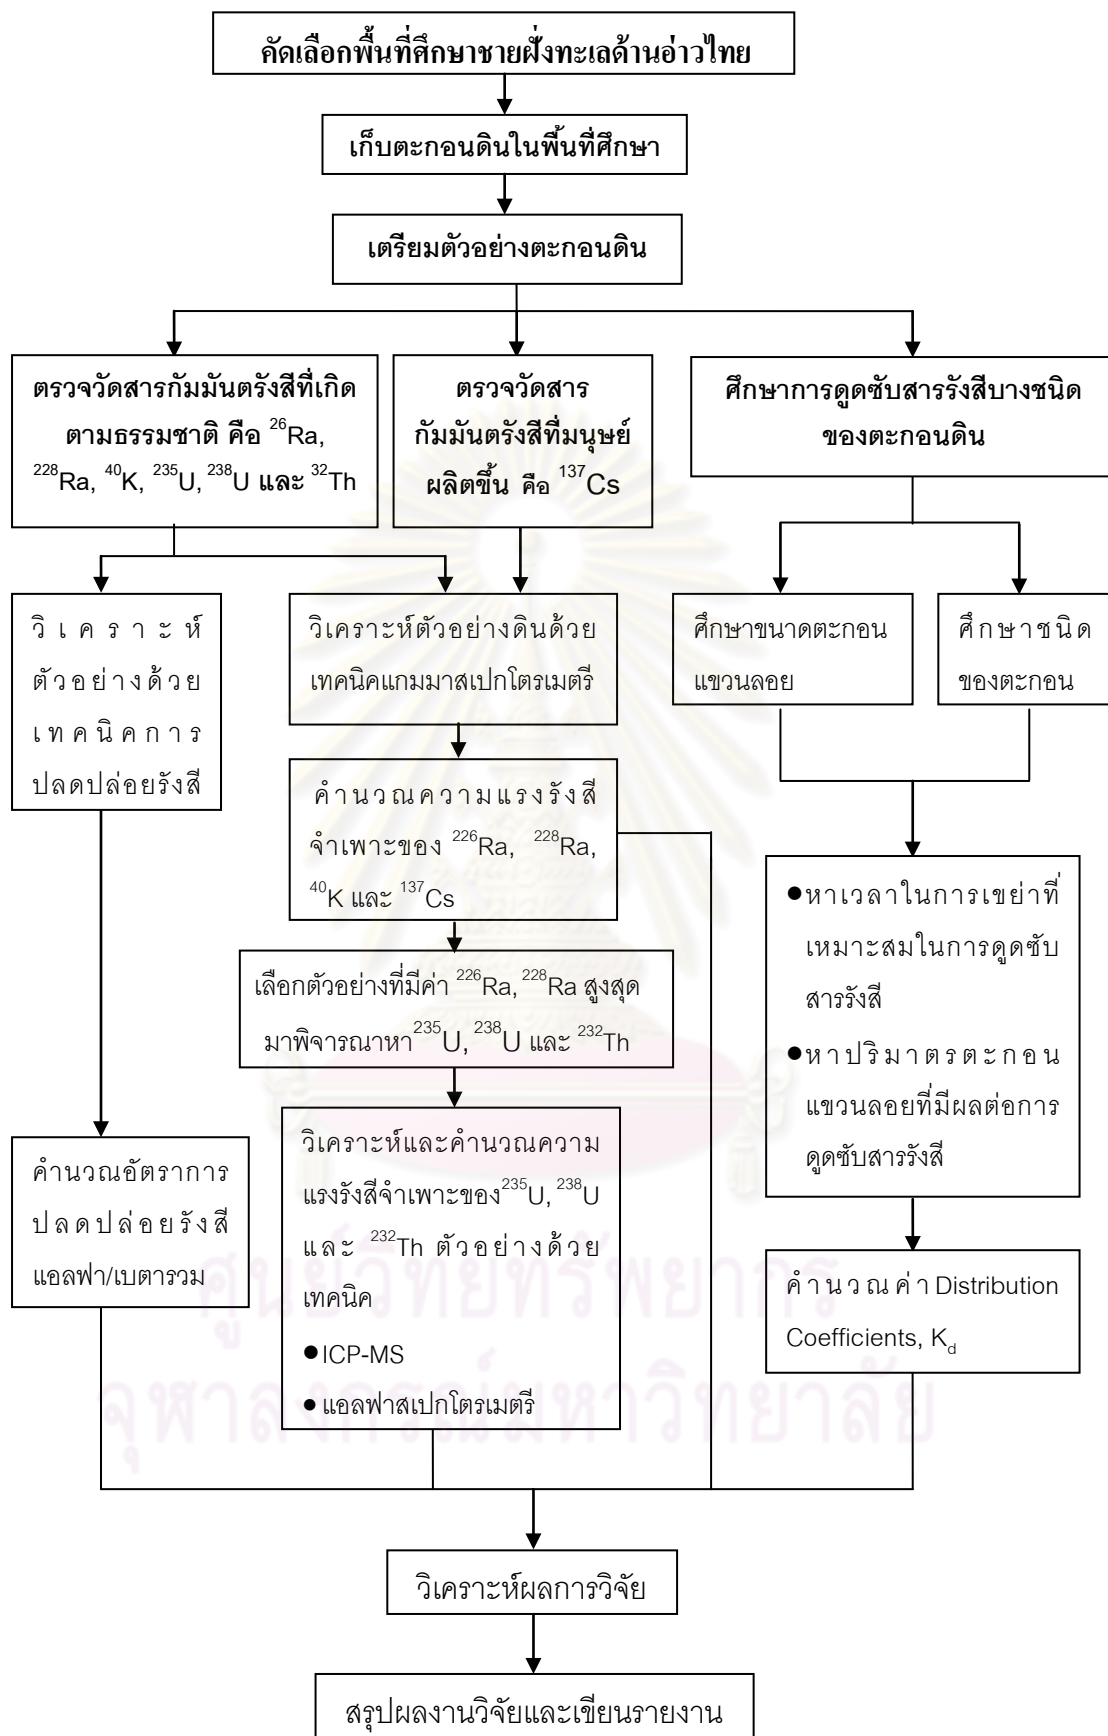 คัดเลือกพื้นที่ศึกษาชายฝั่งทะเลด้านอ่าวไทย
เก็บตะกอนดินในพื้นที่ศึกษา
เตรียมตัวอย่างตะกอนดิน
ตรวจวัดสารกัมมันตรังสีที่เกิด
ตามธรรมชาติ คือ ²⁶Ra,
²²⁸Ra, ⁴⁰K, ²³⁵U, ²³⁸U และ ³²Th
ตรวจวัดสาร
กัมมันตรังสีที่มนุษย์
ผลิตขึ้น คือ ¹³⁷Cs
ศึกษาการดูดซับสารรังสีบางชนิด
ของตะกอนดิน
วิเคราะห์
ตัวอย่างด้วย
เทคนิคการ
ปลดปล่อยรังสี
วิเคราะห์ตัวอย่างดินด้วย
เทคนิคแกมมาสเปกโตรเมตรี
ศึกษาขนาดตะกอน
แขวนลอย
ศึกษาชนิด
ของตะกอน
คำนวณความแรงรังสี
จำเพาะของ ²²⁶Ra, ²²⁸Ra,
⁴⁰K และ ¹³⁷Cs
เลือกตัวอย่างที่มีค่า ²²⁶Ra, ²²⁸Ra สูงสุด
มาพิจารณาหา ²³⁵U, ²³⁸U และ ²³²Th
●หาเวลาในการเขย่าที่
เหมาะสมในการดูดซับ
สารรังสี
●หาปริมาตรตะกอน
แขวนลอยที่มีผลต่อการ
ดูดซับสารรังสี
คำนวณอัตราการ
ปลดปล่อยรังสี
แอลฟา/เบตารวม
วิเคราะห์และคำนวณความ
แรงรังสีจำเพาะของ²³⁵U, ²³⁸U
และ ²³²Th ตัวอย่างด้วย
เทคนิค
●ICP-MS
●แอลฟาสเปกโตรเมตรี
คำนวณค่า Distribution
Coefficients, K_d
ศูนย์วิทยทรัพยากร
จุฬาลงกรณ์มหาวิทยาลัย
วิเคราะห์ผลการวิจัย
สรุปผลงานวิจัยและเขียนรายงาน